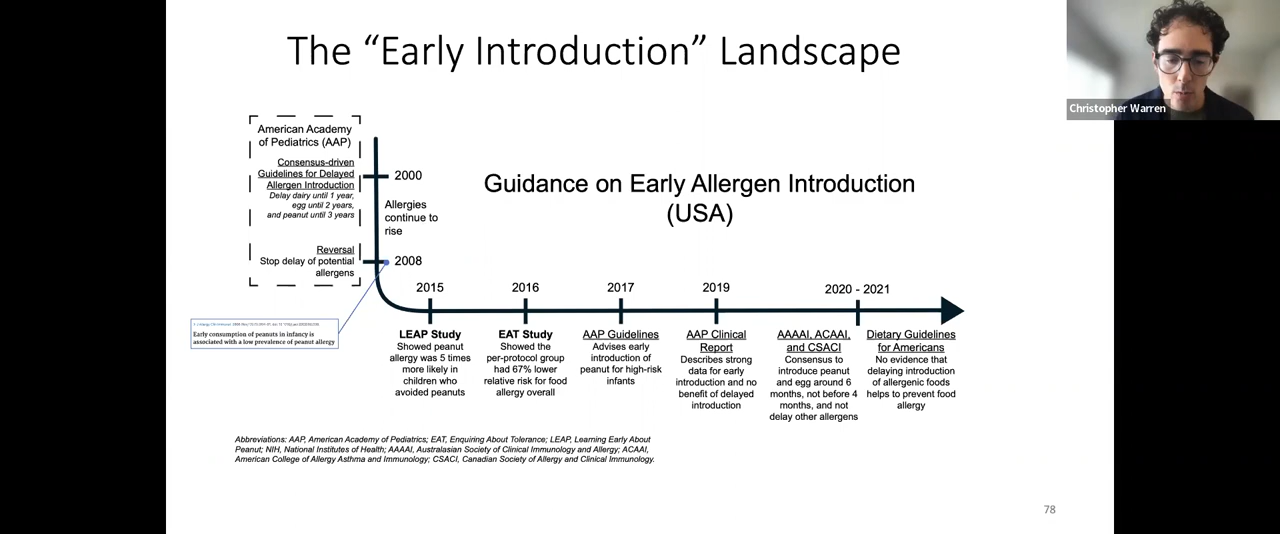 The “Early Introduction” Landscape
Christopher Warren
American Academy
of Pediatrics (AAP)
Consensus-driven
Guidelines for Delayed
Allergen Introduction
Delay dairy until 1 year,
egg until 2 years,
and peanut until 3 years
Reversal
Stop delay of potential
allergens
2000
Allergies
continue to
rise
2008
Guidance on Early Allergen Introduction
(USA)
Early consumption of peanuts in infancy is
associated with a low prevalence of peanut allergy
2015
LEAP Study
Showed peanut
allergy was 5 times
more likely in
children who
avoided peanuts
2016
EAT Study
Showed the
per-protocol group
had 67% lower
relative risk for food
allergy overall
2017
AAP Guidelines
Advises early
introduction of
peanut for high-risk
infants
2019
AAP Clinical
Report
Describes strong
data for early
introduction and no
benefit of delayed
introduction
2020 - 2021
AAAAI, ACAAI,
and CSACI
Consensus to
introduce peanut
and egg around 6
months, not before 4
months, and not
delay other allergens
Dietary Guidelines
for Americans
No evidence that
delaying introduction
of allergenic foods
helps to prevent food
allergy
Abbreviations: AAP, American Academy of Pediatrics; EAT, Enquiring About Tolerance; LEAP, Learning Early About
Peanut; NIH, National Institutes of Health; AAAAI, Australasian Society of Clinical Immunology and Allergy; ACAAI,
American College of Allergy Asthma and Immunology; CSACI, Canadian Society of Allergy and Clinical Immunology.
78